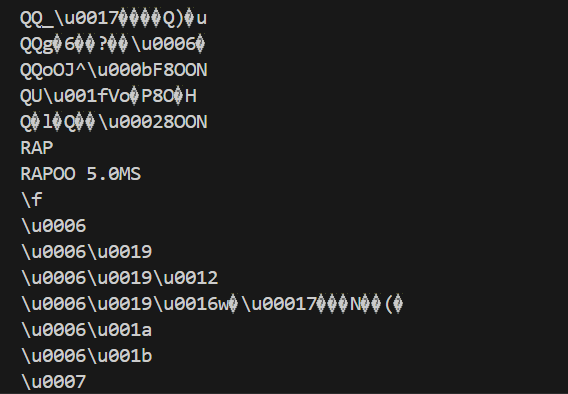 QQ_\u0017����Q)�u
QQg�6��?��\u0006�
QQoOJ^\u000bF8OON
QU\u001fVo�P8O�H
Q�l�Q��\u00028OON
RAP
RAPOO 5.0MS
\f
\u0006
\u0006\u0019
\u0006\u0019\u0012
\u0006\u0019\u0016w�\u00017���N��(�
\u0006\u001a
\u0006\u001b
\u0007